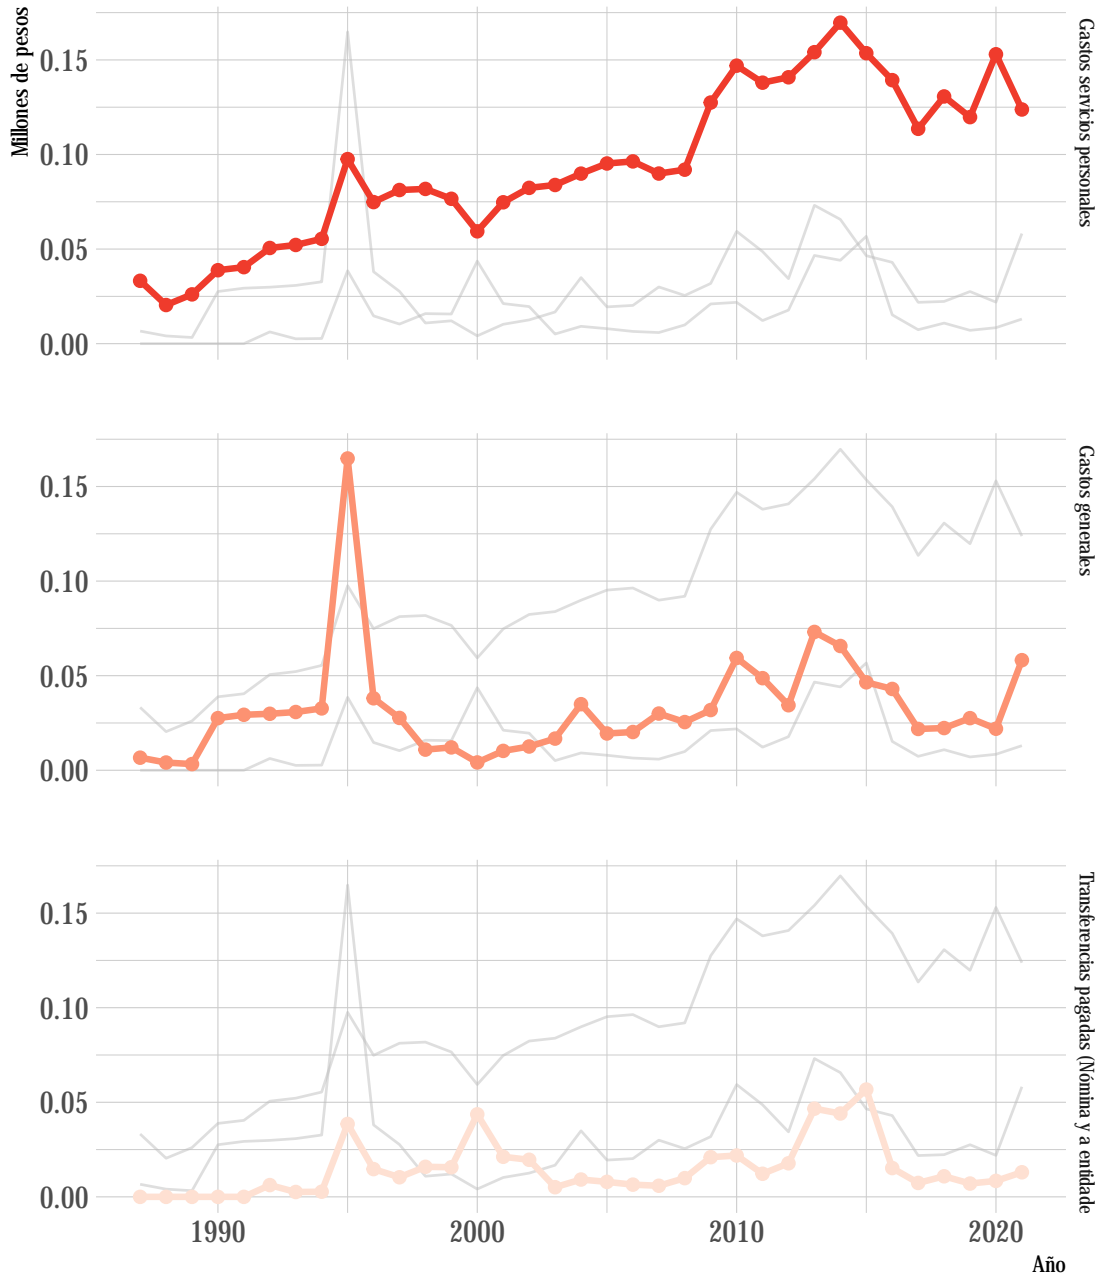 Millones de pesos
0.15
0.10
0.05
0.00
Gastos servicios personales
0.15
0.10
0.05
0.00
Gastos generales
0.15
0.10
0.05
0.00
Transferencias pagadas (Nómina y a entidade
1990 2000 2010 2020
Año